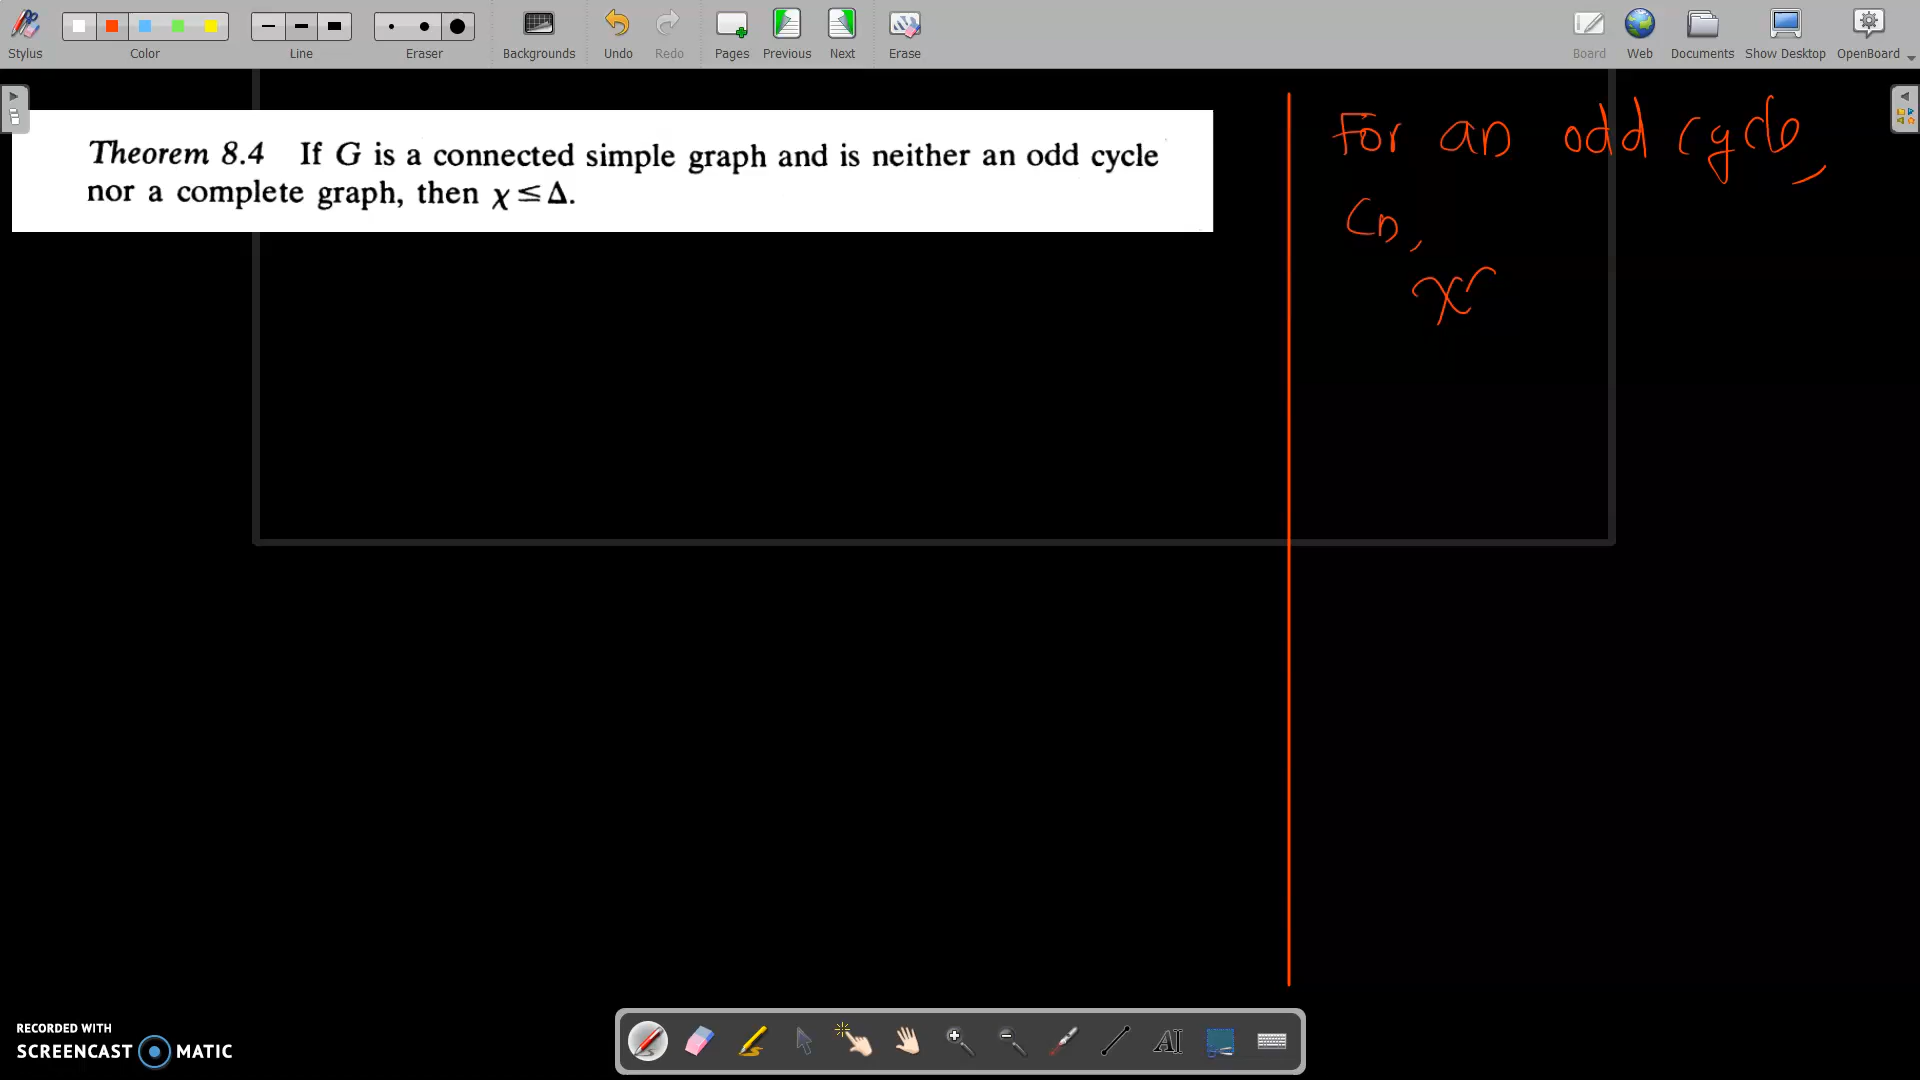 Stylus Color Line Eraser Backgrounds Undo Redo Pages Previous Next Erase Board Web Documents Show Desktop OpenBoard
Theorem 8.4 If G is a connected simple graph and is neither an odd cycle
nor a complete graph, then χ ≤ Δ.
For an odd cycle,
Cn,
χ(
RECORDED WITH
SCREENCAST MATIC
AI